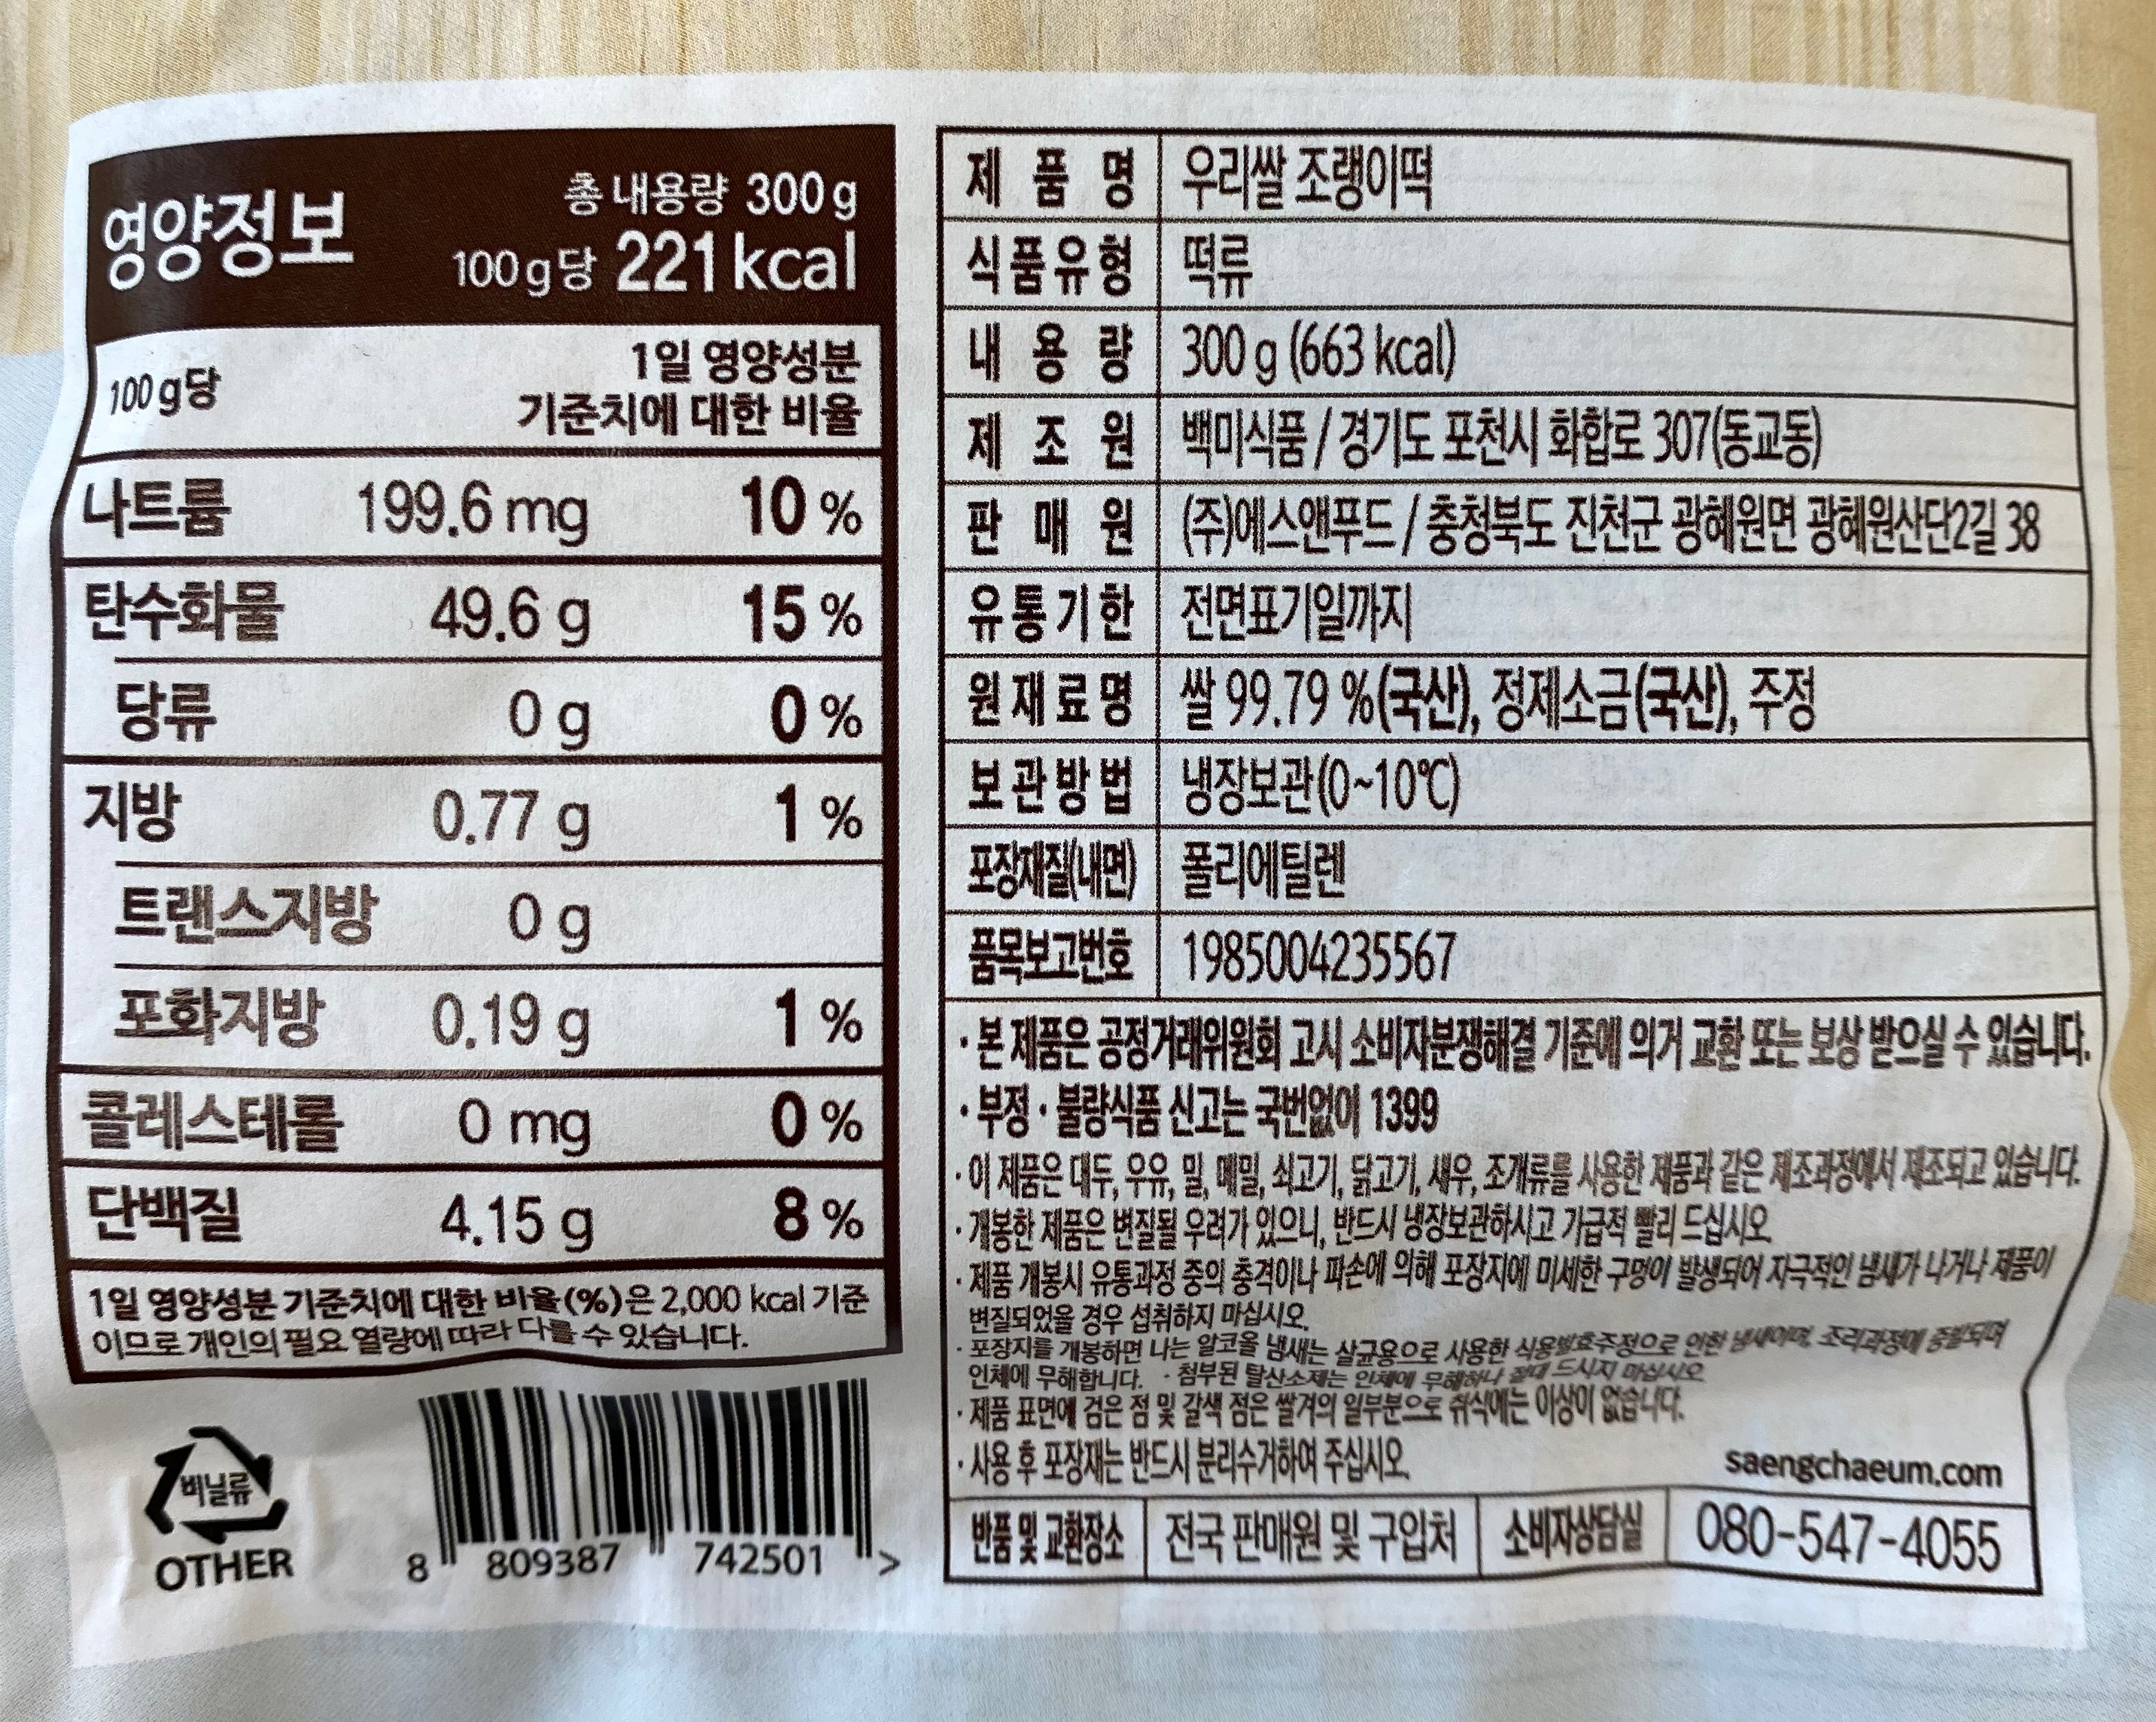 영양정보
총 내용량 300 g
100 g당 221 kcal
100 g당
1일 영양성분
기준치에 대한 비율
나트륨 199.6 mg 10 %
탄수화물 49.6 g 15 %
당류 0 g 0 %
지방 0.77 g 1 %
트랜스지방 0 g
포화지방 0.19 g 1 %
콜레스테롤 0 mg 0 %
단백질 4.15 g 8 %
1일 영양성분 기준치에 대한 비율(%)은 2,000 kcal 기준
이므로 개인의 필요 열량에 따라 다를 수 있습니다.
비닐류
OTHER
8 809387 742501 >
제 품 명 우리쌀 조랭이떡
식품유형 떡류
내 용 량 300 g (663 kcal)
제 조 원 백미식품 / 경기도 포천시 화합로 307(동교동)
판 매 원 (주)에스앤푸드 / 충청북도 진천군 광혜원면 광혜원산단2길 38
유통기한 전면표기일까지
원재료명 쌀 99.79 %(국산), 정제소금(국산), 주정
보관방법 냉장보관(0~10℃)
포장재질(내면) 폴리에틸렌
품목보고번호 1985004235567
· 본 제품은 공정거래위원회 고시 소비자분쟁해결 기준에 의거 교환 또는 보상 받으실 수 있습니다.
· 부정 · 불량식품 신고는 국번없이 1399
· 이 제품은 대두, 우유, 밀, 메밀, 쇠고기, 닭고기, 새우, 조개류를 사용한 제품과 같은 제조과정에서 제조되고 있습니다.
· 개봉한 제품은 변질될 우려가 있으니, 반드시 냉장보관하시고 가급적 빨리 드십시오.
· 제품 개봉시 유통과정 중의 충격이나 파손에 의해 포장지에 미세한 구멍이 발생되어 자극적인 냄새가 나거나 제품이
변질되었을 경우 섭취하지 마십시오.
· 포장지를 개봉하면 나는 알코올 냄새는 살균용으로 사용한 식용발효주정으로 인한 냄새이며, 조리과정에 증발되며
인체에 무해합니다. · 첨부된 탈산소제는 인체에 무해하나 절대 드시지 마십시오
· 제품 표면에 검은 점 및 갈색 점은 쌀겨의 일부분으로 취식에는 이상이 없습니다.
· 사용 후 포장재는 반드시 분리수거하여 주십시오.
saengchaeum.com
반품 및 교환장소 전국 판매원 및 구입처 소비자상담실 080-547-4055